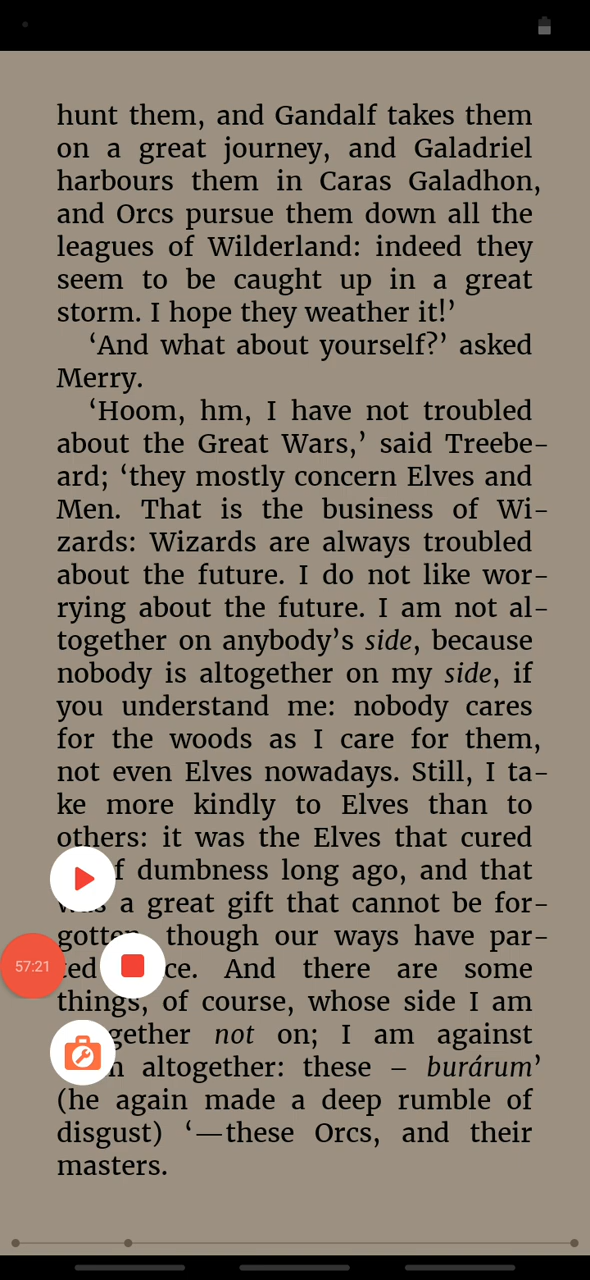 hunt them, and Gandalf takes them
on a great journey, and Galadriel
harbours them in Caras Galadhon,
and Orcs pursue them down all the
leagues of Wilderland: indeed they
seem to be caught up in a great
storm. I hope they weather it!’
‘And what about yourself?’ asked
Merry.
‘Hoom, hm, I have not troubled
about the Great Wars,’ said Treebe–
ard; ‘they mostly concern Elves and
Men. That is the business of Wi–
zards: Wizards are always troubled
about the future. I do not like wor–
rying about the future. I am not al–
together on anybody’s side, because
nobody is altogether on my side, if
you understand me: nobody cares
for the woods as I care for them,
not even Elves nowadays. Still, I ta–
ke more kindly to Elves than to
others: it was the Elves that cured
dumbness long ago, and that
was a great gift that cannot be for–
gotten, though our ways have par–
57:21
And there are some
things, of course, whose side I am
not on; I am against
altogether: these – burárum’
(he again made a deep rumble of
disgust) ‘—these Orcs, and their
masters.